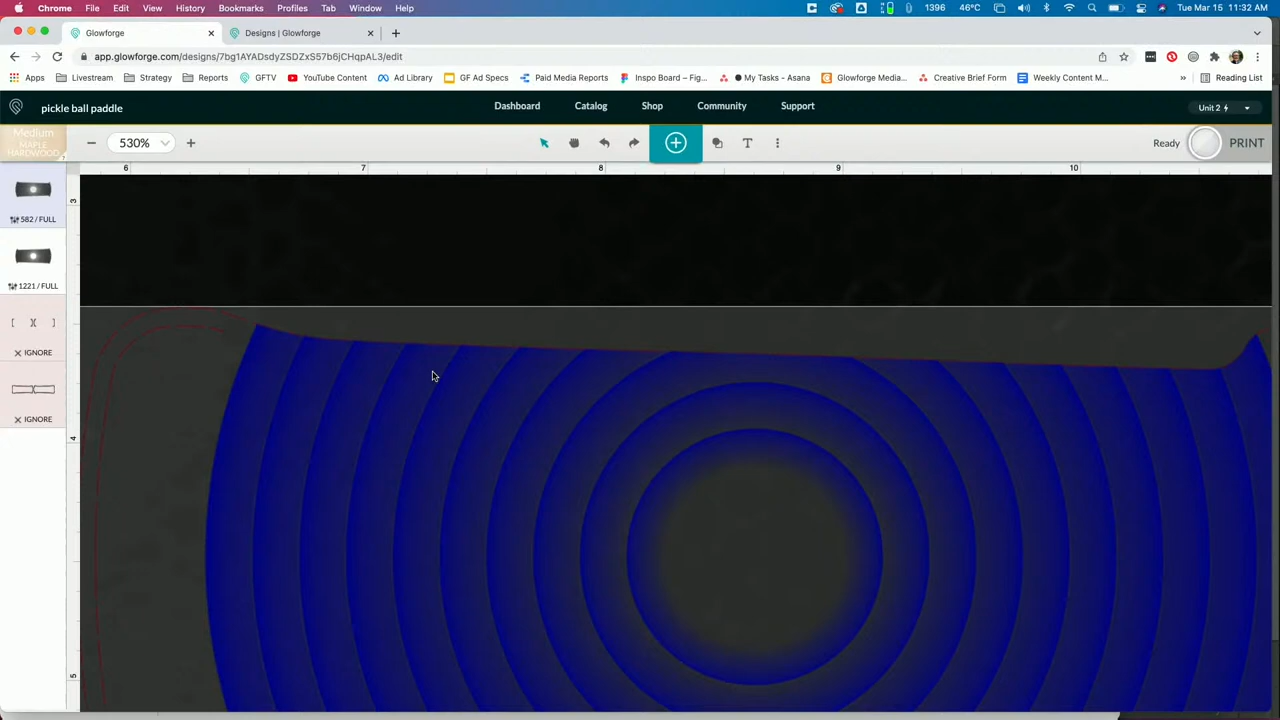 Chrome File Edit View History Bookmarks Profiles Tab Window Help 1396 46°C Tue Mar 15 11:32 AM
Glowforge Designs | Glowforge
app.glowforge.com/designs/7bg1AYADsdyZSDZxS57b6jCHqpAL3/edit
Apps Livestream Strategy Reports GFTV YouTube Content Ad Library GF Ad Specs Paid Media Reports Inspo Board – Fig... My Tasks - Asana Glowforge Media... Creative Brief Form Weekly Content M... » Reading List
pickle ball paddle Dashboard Catalog Shop Community Support Unit 2
Medium
MAPLE
HARDWOOD
530% Ready PRINT
6 7 8 9 10
3
582 / FULL
1221 / FULL
IGNORE
4
IGNORE
5